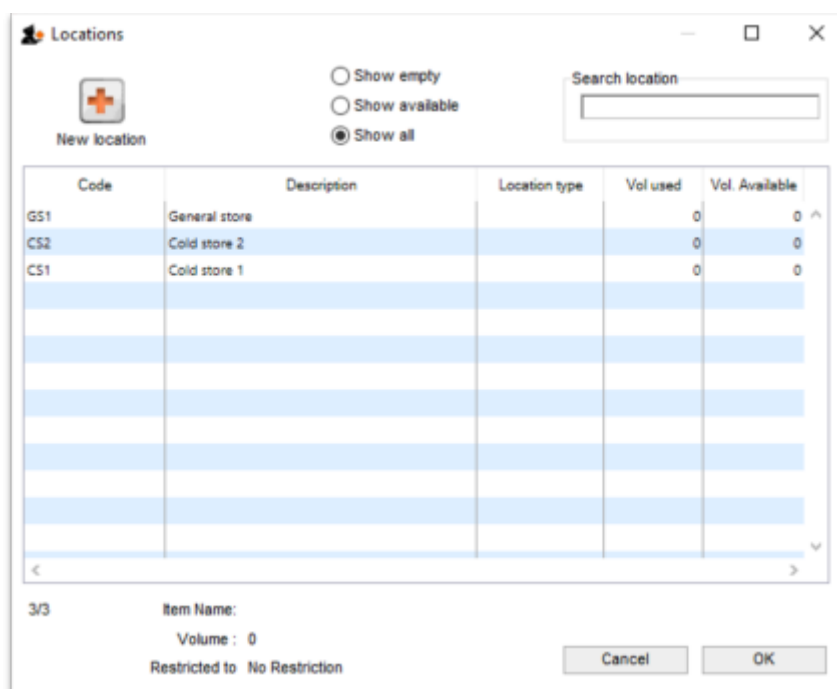 Locations
Show empty
Search location
Show available
New location
Show all
Code Description Location type Vol used Vol. Available
GS1 General store 0 0
CS2 Cold store 2 0 0
CS1 Cold store 1 0 0
3/3 Item Name:
Volume : 0
Cancel OK
Restricted to No Restriction